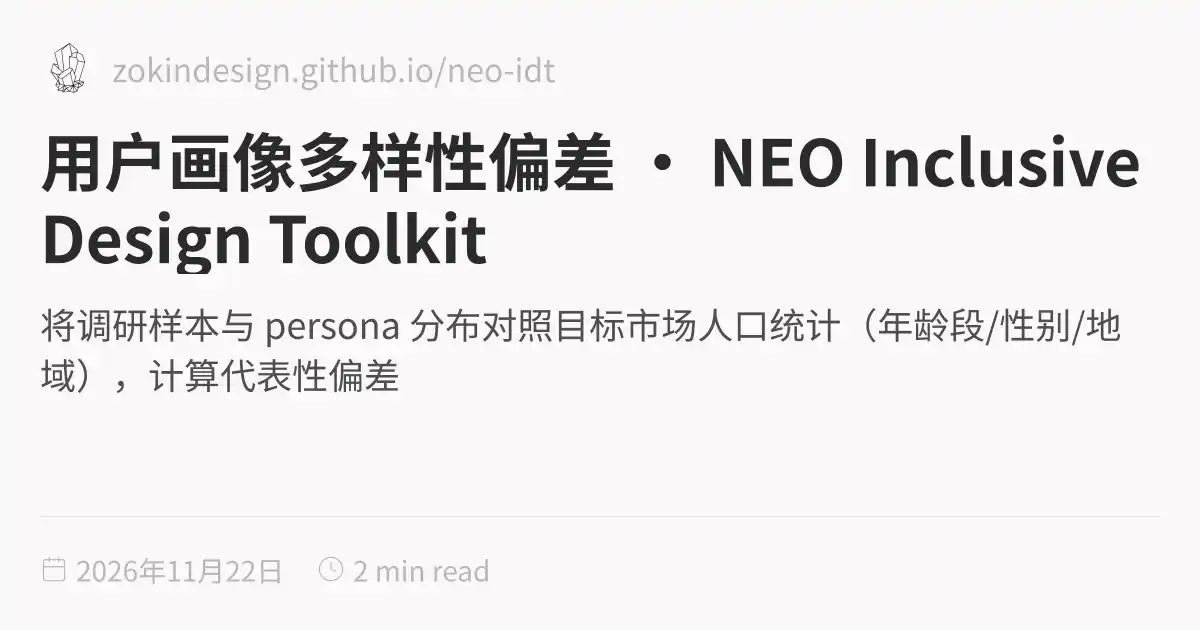 zokindesign.github.io/neo-idt
用户画像多样性偏差 · NEO Inclusive
Design Toolkit
将调研样本与 persona 分布对照目标市场人口统计（年龄段/性别/地
域），计算代表性偏差
2026年11月22日 2 min read